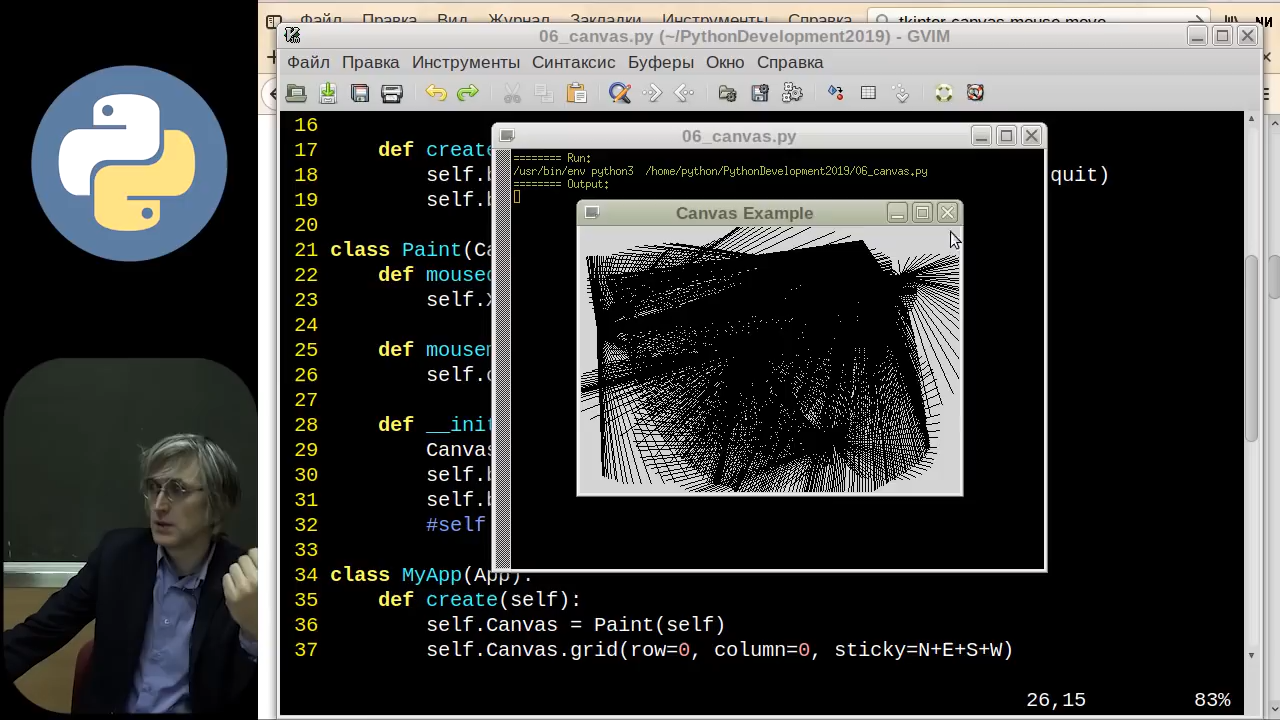 Файл Правка Вид Журнал Закладки Инструменты Справка tkinter canvas mouse move
06_canvas.py (~/PythonDevelopment2019) - GVIM
Файл Правка Инструменты Синтаксис Буферы Окно Справка
16
17 def create
18 self. quit)
19 self.
20
21 class Paint(Ca
22 def mouse
23 self.
24
25 def mouse
26 self.
27
28 def __init
29 Canvas
30 self.
31 self.
32 #self
33
34 class MyApp(App):
35 def create(self):
36 self.Canvas = Paint(self)
37 self.Canvas.grid(row=0, column=0, sticky=N+E+S+W)
26,15 83%
06_canvas.py
======== Run:
/usr/bin/env python3 /home/python/PythonDevelopment2019/06_canvas.py
======== Output:
Canvas Example